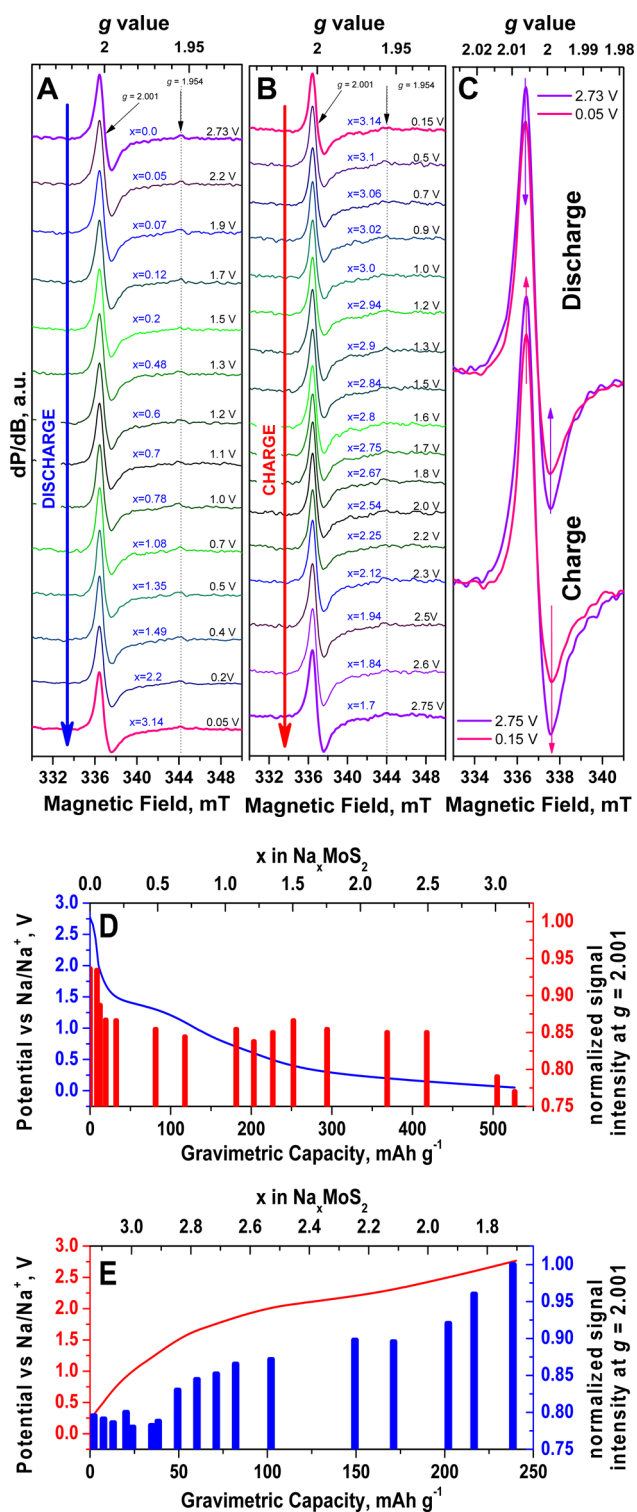 g value
2
1.95
A
g = 2.001
g = 1.954
x=0.0
2.73 V
x=0.05
2.2 V
x=0.07
1.9 V
x=0.12
1.7 V
x=0.2
1.5 V
x=0.48
1.3 V
x=0.6
1.2 V
x=0.7
1.1 V
x=0.78
1.0 V
x=1.08
0.7 V
x=1.35
0.5 V
x=1.49
0.4 V
x=2.2
0.2V
x=3.14
0.05 V
DISCHARGE
dP/dB, a.u.
330 336 340 344 348
Magnetic Field, mT
g value
2
1.95
B
g = 2.001
g = 1.954
x=3.14
0.15 V
x=3.1
0.5 V
x=3.06
0.7 V
x=3.02
0.9 V
x=3.0
1.0 V
x=2.94
1.2 V
x=2.9
1.3 V
x=2.84
1.5 V
x=2.8
1.6 V
x=2.75
1.7 V
x=2.67
1.8 V
x=2.54
2.0 V
x=2.25
2.2 V
x=2.12
2.3 V
x=1.94
2.5V
x=1.84
2.6 V
x=1.7
2.75 V
CHARGE
330 336 340 344 348
Magnetic Field, mT
g value
2.02 2.01 2 1.99 1.98
C
2.73 V
0.05 V
Discharge
Charge
2.75 V
0.15 V
334 336 338 340
Magnetic Field, mT
x in NaₓMoS₂
0.0 0.5 1.0 1.5 2.0 2.5 3.0
D
Potential vs Na/Na⁺, V
3.0
2.5
2.0
1.5
1.0
0.5
0.0
1.00
0.95
0.90
0.85
0.80
0.75
normalized signal
intensity at g = 2.001
0 100 200 300 400 500
Gravimetric Capacity, mAh g⁻¹
x in NaₓMoS₂
3.0 2.8 2.6 2.4 2.2 2.0 1.8
E
Potential vs Na/Na⁺, V
3.0
2.5
2.0
1.5
1.0
0.5
0.0
1.00
0.95
0.90
0.85
0.80
0.75
normalized signal
intensity at g = 2.001
0 50 100 150 200 250
Gravimetric Capacity, mAh g⁻¹